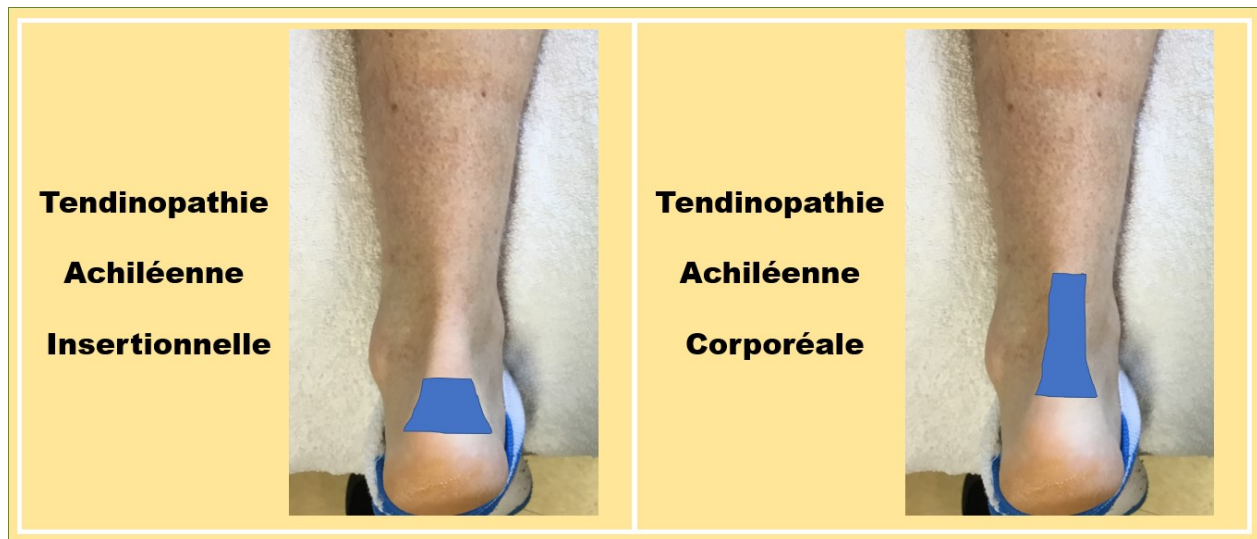 Tendinopathie
Achiléenne
Insertionnelle
Tendinopathie
Achiléenne
Corporéale